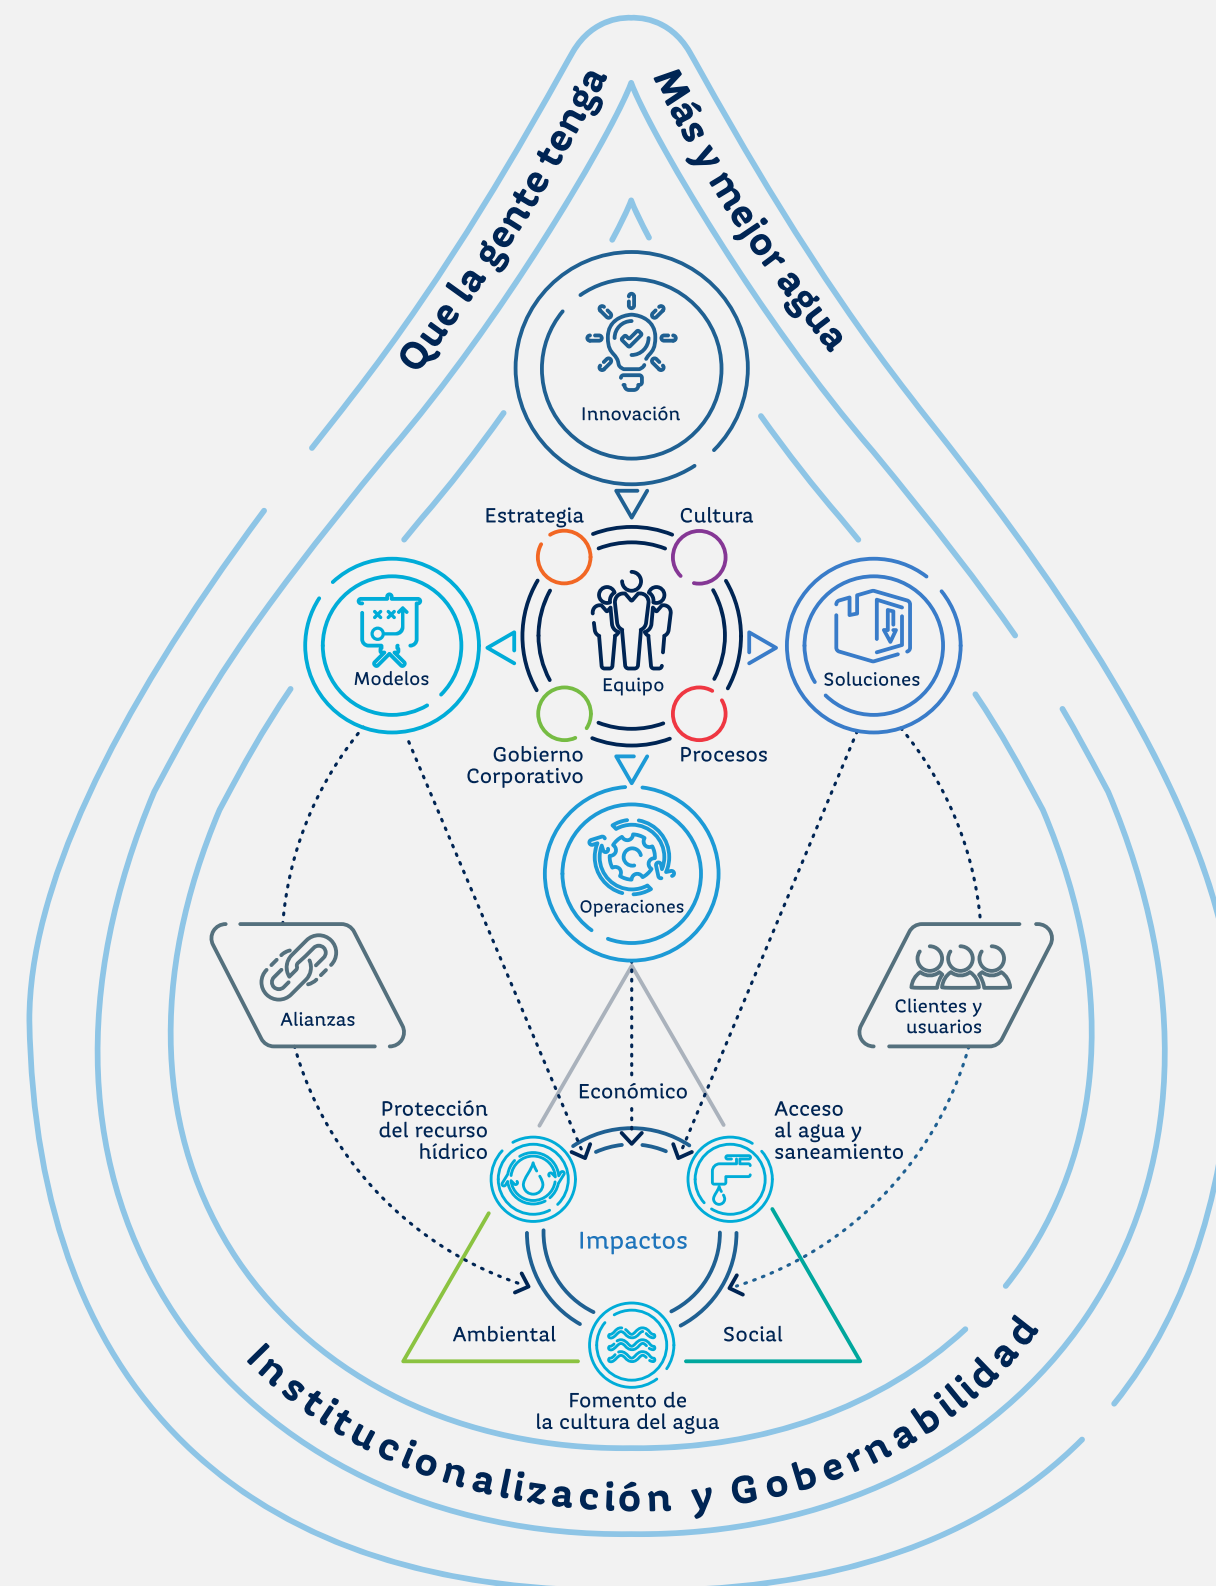 Que la gente tenga
Más y mejor agua
Innovación
Estrategia
Cultura
Modelos
Equipo
Soluciones
Gobierno
Corporativo
Procesos
Operaciones
Alianzas
Clientes y
usuarios
Económico
Protección
del recurso
hídrico
Acceso
al agua y
saneamiento
Impactos
Ambiental
Social
Fomento de
la cultura del agua
Institucionalización y Gobernabilidad